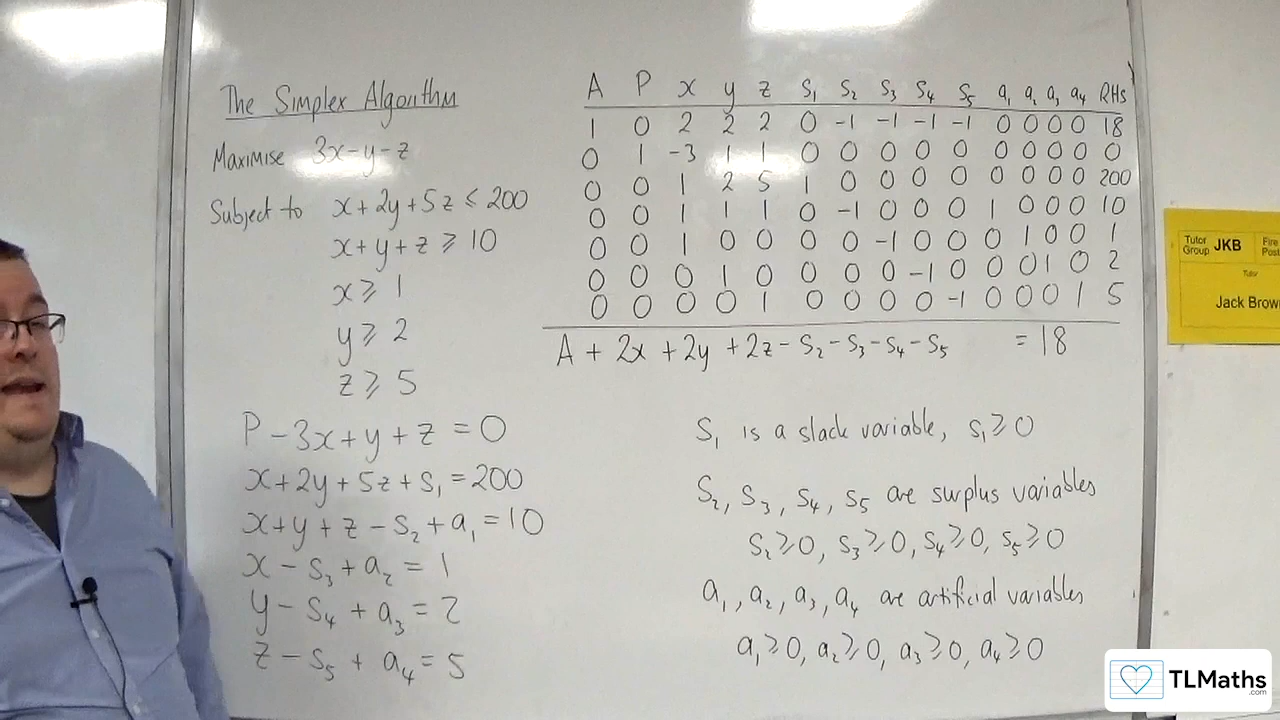 The Simplex Algorithm
Maximise 3x-y-z
Subject to x+2y+5z ≤ 200
x+y+z ≥ 10
x ≥ 1
y ≥ 2
z ≥ 5
P-3x+y+z=0
x+2y+5z+s₁=200
x+y+z-s₂+a₁=10
x-s₃+a₂=1
y-s₄+a₃=2
z-s₅+a₄=5
A P x y z s₁ s₂ s₃ s₄ s₅ a₁ a₂ a₃ a₄ RHS
1 0 2 2 2 0 -1 -1 -1 -1 0 0 0 0 18
0 1 -3 1 1 0 0 0 0 0 0 0 0 0 0
0 0 1 2 5 1 0 0 0 0 0 0 0 0 200
0 0 1 1 1 0 -1 0 0 0 1 0 0 0 10
0 0 1 0 0 0 0 -1 0 0 0 1 0 0 1
0 0 0 1 0 0 0 0 -1 0 0 0 1 0 2
0 0 0 0 1 0 0 0 0 -1 0 0 0 1 5
A + 2x + 2y + 2z - s₂ - s₃ - s₄ - s₅ = 18
s₁ is a slack variable, s₁ ≥ 0
s₂, s₃, s₄, s₅ are surplus variables
s₂ ≥ 0, s₃ ≥ 0, s₄ ≥ 0, s₅ ≥ 0
a₁, a₂, a₃, a₄ are artificial variables
a₁ ≥ 0, a₂ ≥ 0, a₃ ≥ 0, a₄ ≥ 0
Tutor Group JKB
Tutor
Jack
TLMaths
.com